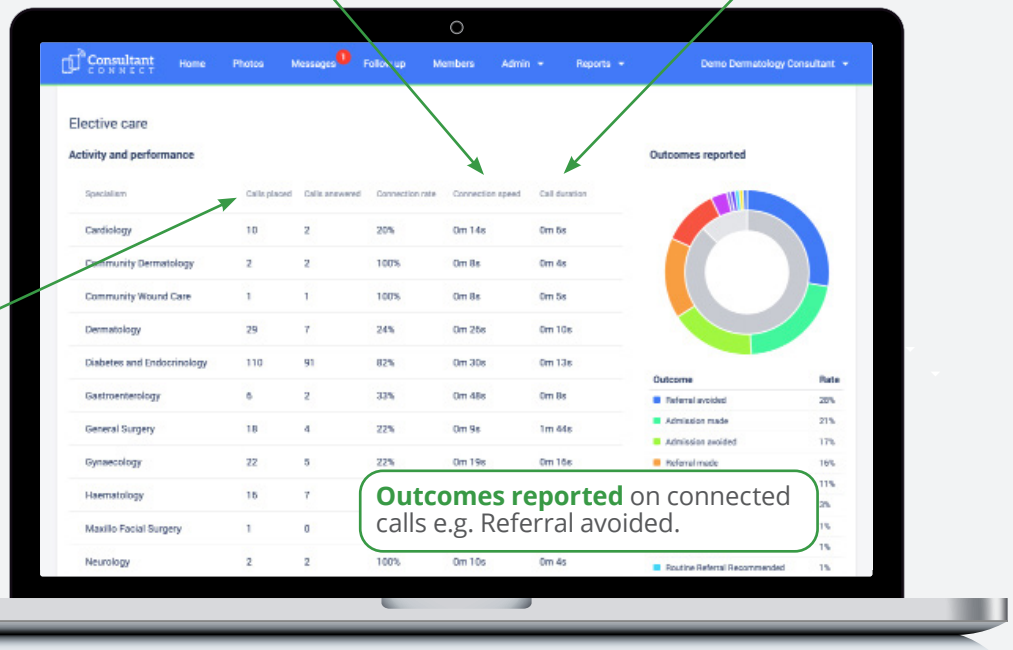 Consultant CONNECT Home Photos Messages 1 Follow up Members Admin Reports Demo Dermatology Consultant
Elective care
Activity and performance
Specialism Calls placed Calls answered Connection rate Connection speed Call duration
Cardiology 10 2 20% 0m 14s 0m 6s
Community Dermatology 2 2 100% 0m 8s 0m 4s
Community Wound Care 1 1 100% 0m 8s 0m 5s
Dermatology 29 7 24% 0m 26s 0m 10s
Diabetes and Endocrinology 110 91 82% 0m 30s 0m 13s
Gastroenterology 6 2 33% 0m 48s 0m 8s
General Surgery 18 4 22% 0m 9s 1m 44s
Gynaecology 22 5 22% 0m 19s 0m 16s
Haematology 16 7
Maxillo Facial Surgery 1 0
Neurology 2 2 100% 0m 10s 0m 4s
Outcomes reported
Outcome Rate
Referral avoided 28%
Admission made 21%
Admission avoided 17%
Referral made 16%
11%
3%
1%
1%
Routine Referral Recommended 1%
Outcomes reported on connected
calls e.g. Referral avoided.